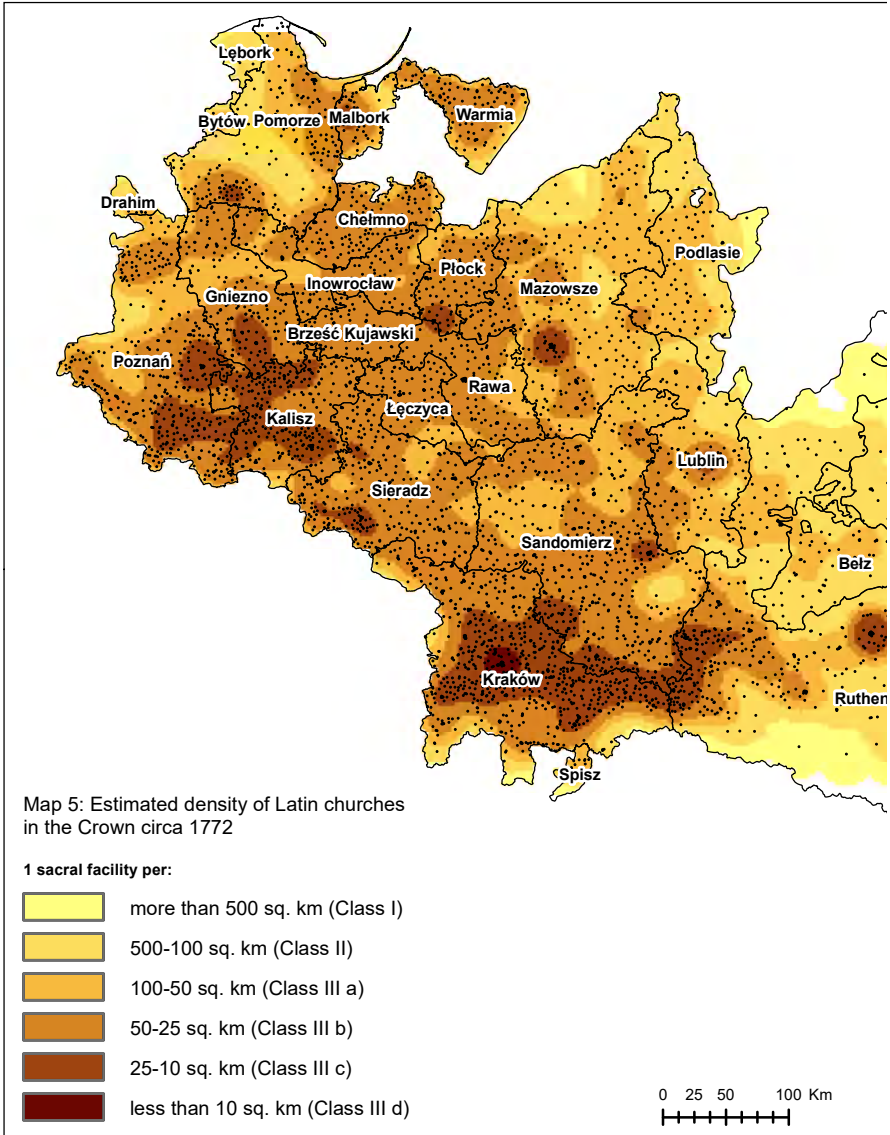 Lębork
Bytów
Pomorze
Malbork
Warmia
Drahim
Chełmno
Podlasie
Płock
Inowrocław
Mazowsze
Gniezno
Brześć Kujawski
Poznań
Rawa
Łęczyca
Kalisz
Lublin
Sieradz
Sandomierz
Bełz
Kraków
Ruthen
Spisz
Map 5: Estimated density of Latin churches
in the Crown circa 1772
1 sacral facility per:
more than 500 sq. km (Class I)
500-100 sq. km (Class II)
100-50 sq. km (Class III a)
50-25 sq. km (Class III b)
25-10 sq. km (Class III c)
less than 10 sq. km (Class III d)
0 25 50 100 Km